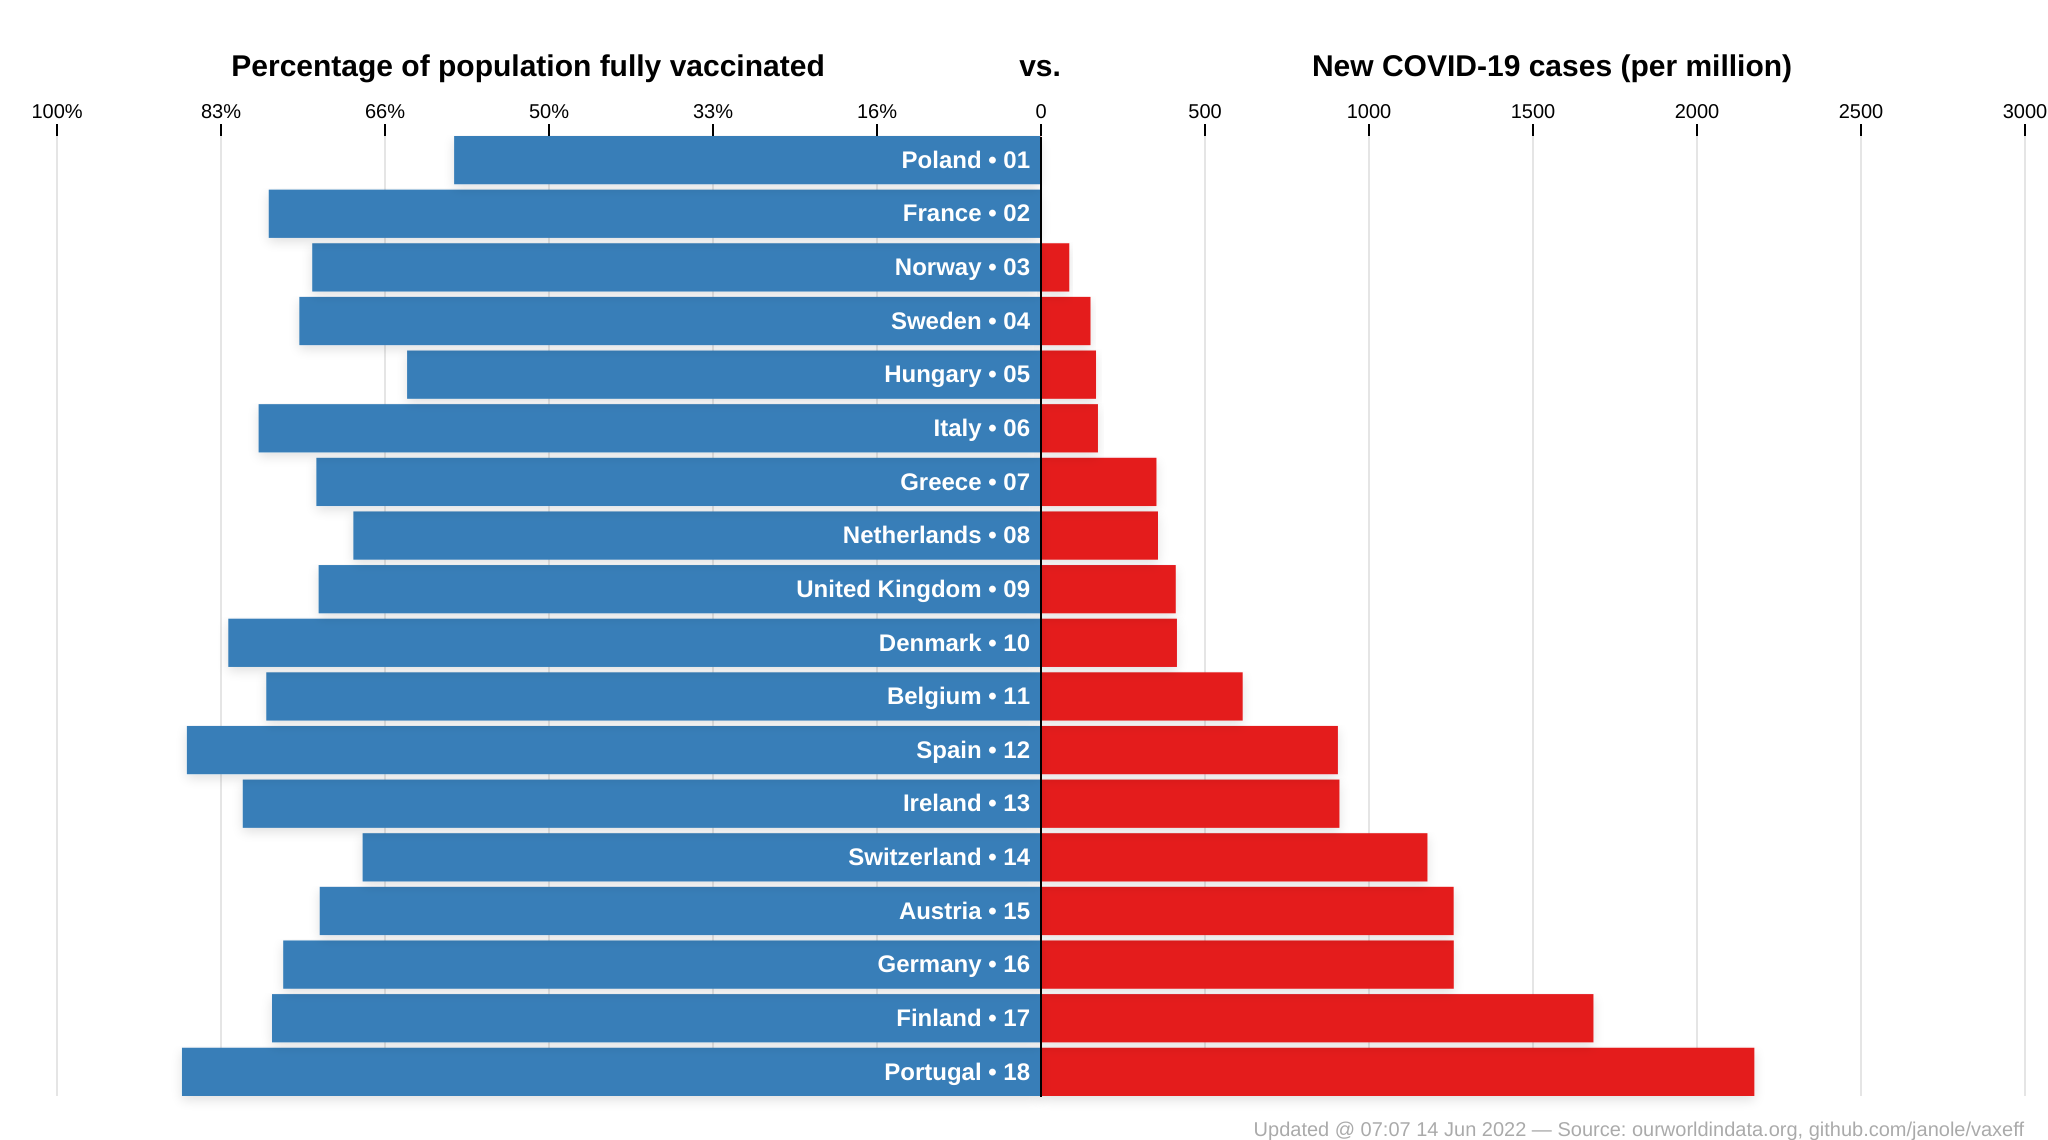 Percentage of population fully vaccinated vs. New COVID-19 cases (per million)
100% 83% 66% 50% 33% 16% 0 500 1000 1500 2000 2500 3000
Poland • 01
France • 02
Norway • 03
Sweden • 04
Hungary • 05
Italy • 06
Greece • 07
Netherlands • 08
United Kingdom • 09
Denmark • 10
Belgium • 11
Spain • 12
Ireland • 13
Switzerland • 14
Austria • 15
Germany • 16
Finland • 17
Portugal • 18
Updated @ 07:07 14 Jun 2022 — Source: ourworldindata.org, github.com/janole/vaxeff